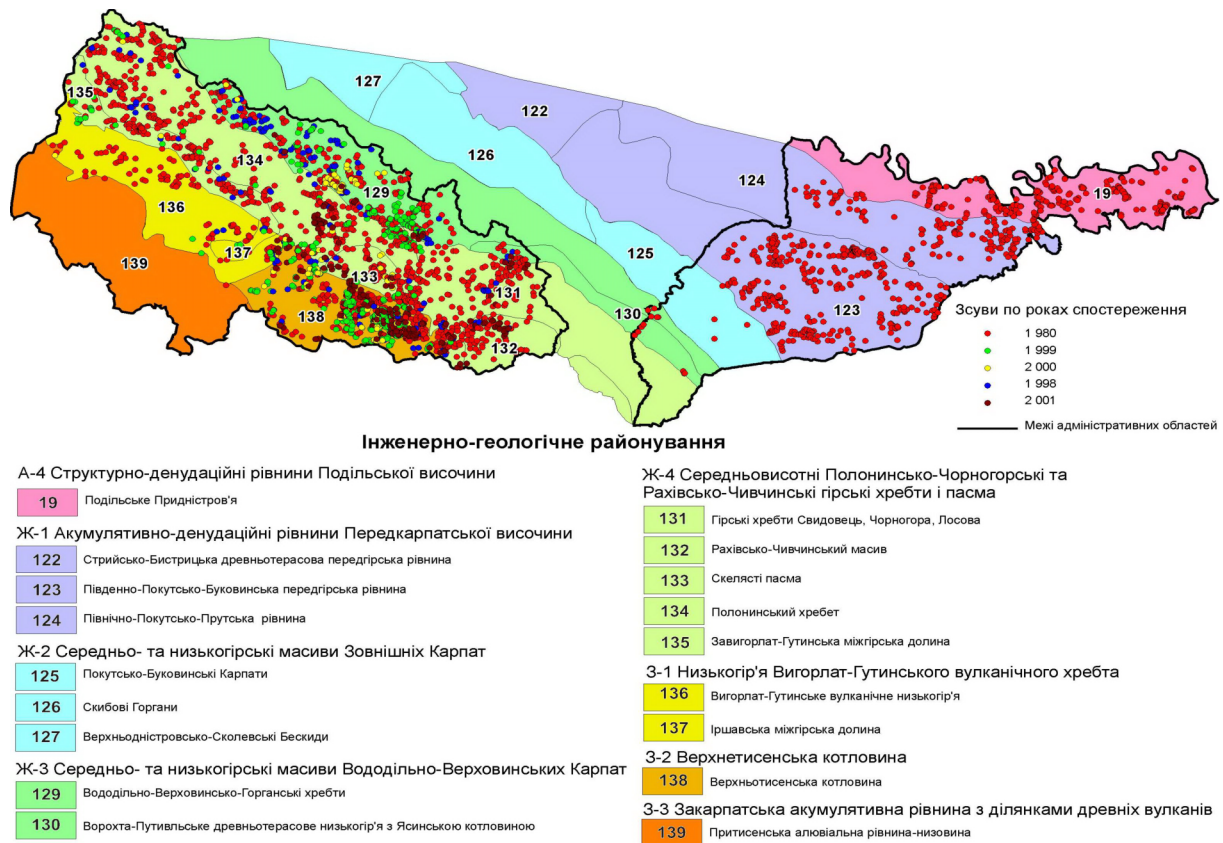 127
122
135
126
134
124
19
129
136
125
137
139
133
131
123
138
130
132
Зсуви по роках спостереження
1 980
1 999
2 000
1 998
2 001
Межі адміністративних областей
Інженерно-геологічне районування
А-4 Структурно-денудаційні рівнини Подільської височини
19 Подільське Придністров'я
Ж-1 Акумулятивно-денудаційні рівнини Передкарпатської височини
122 Стрийсько-Бистрицька древньотерасова передгірська рівнина
123 Південно-Покутсько-Буковинська передгірська рівнина
124 Північно-Покутсько-Прутська рівнина
Ж-2 Середньо- та низькогірські масиви Зовнішніх Карпат
125 Покутсько-Буковинські Карпати
126 Скибові Горгани
127 Верхньодністровсько-Сколевські Бескиди
Ж-3 Середньо- та низькогірські масиви Вододільно-Верховинських Карпат
129 Вододільно-Верховинсько-Горганські хребти
130 Ворохта-Путивльське древньотерасове низькогір'я з Ясинською котловиною
Ж-4 Середньовисотні Полонинсько-Чорногорські та
Рахівсько-Чивчинські гірські хребти і пасма
131 Гірські хребти Свидовець, Чорногора, Лосова
132 Рахівсько-Чивчинський масив
133 Скелясті пасма
134 Полонинський хребет
135 Завигорлат-Гутинська міжгірська долина
З-1 Низькогір'я Вигорлат-Гутинського вулканічного хребта
136 Вигорлат-Гутинське вулканічне низькогір'я
137 Іршавська міжгірська долина
З-2 Верхнетисенська котловина
138 Верхньотисенська котловина
З-3 Закарпатська акумулятивна рівнина з ділянками древніх вулканів
139 Притисенська алювіальна рівнина-низовина